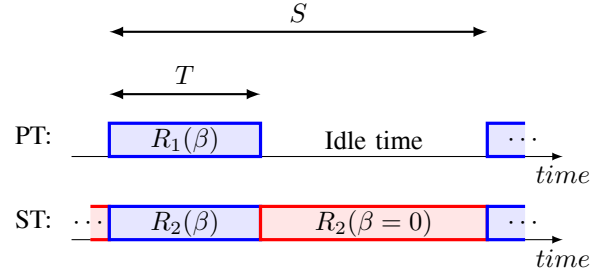 S
T
PT: R₁(β) Idle time ⋯
time
ST: ⋯ R₂(β) R₂(β = 0) ⋯
time